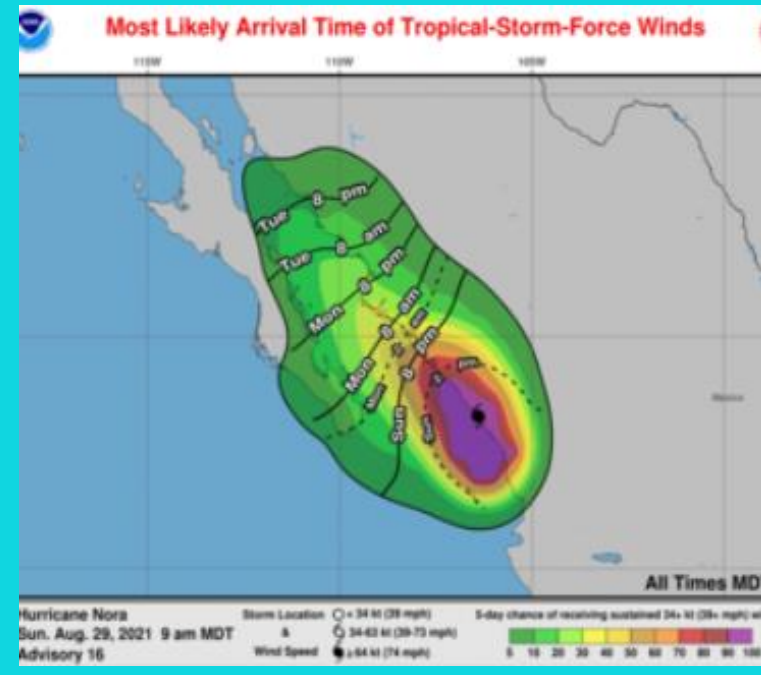 Most Likely Arrival Time of Tropical-Storm-Force Winds
115W 110W 105W
Tue 8 pm
Tue 8 am
Mon 8 pm
Mon 8 am
Sun 8 pm
Mon
Sun pm
Mexico
All Times MD
Hurricane Nora
Sun. Aug. 29, 2021 9 am MDT
Advisory 16
Storm Location
&
Wind Speed
< 34 kt (39 mph)
34-63 kt (39-73 mph)
≥ 64 kt (74 mph)
5-day chance of receiving sustained 34+ kt (39+ mph) wi
5 10 20 30 40 50 60 70 80 90 100